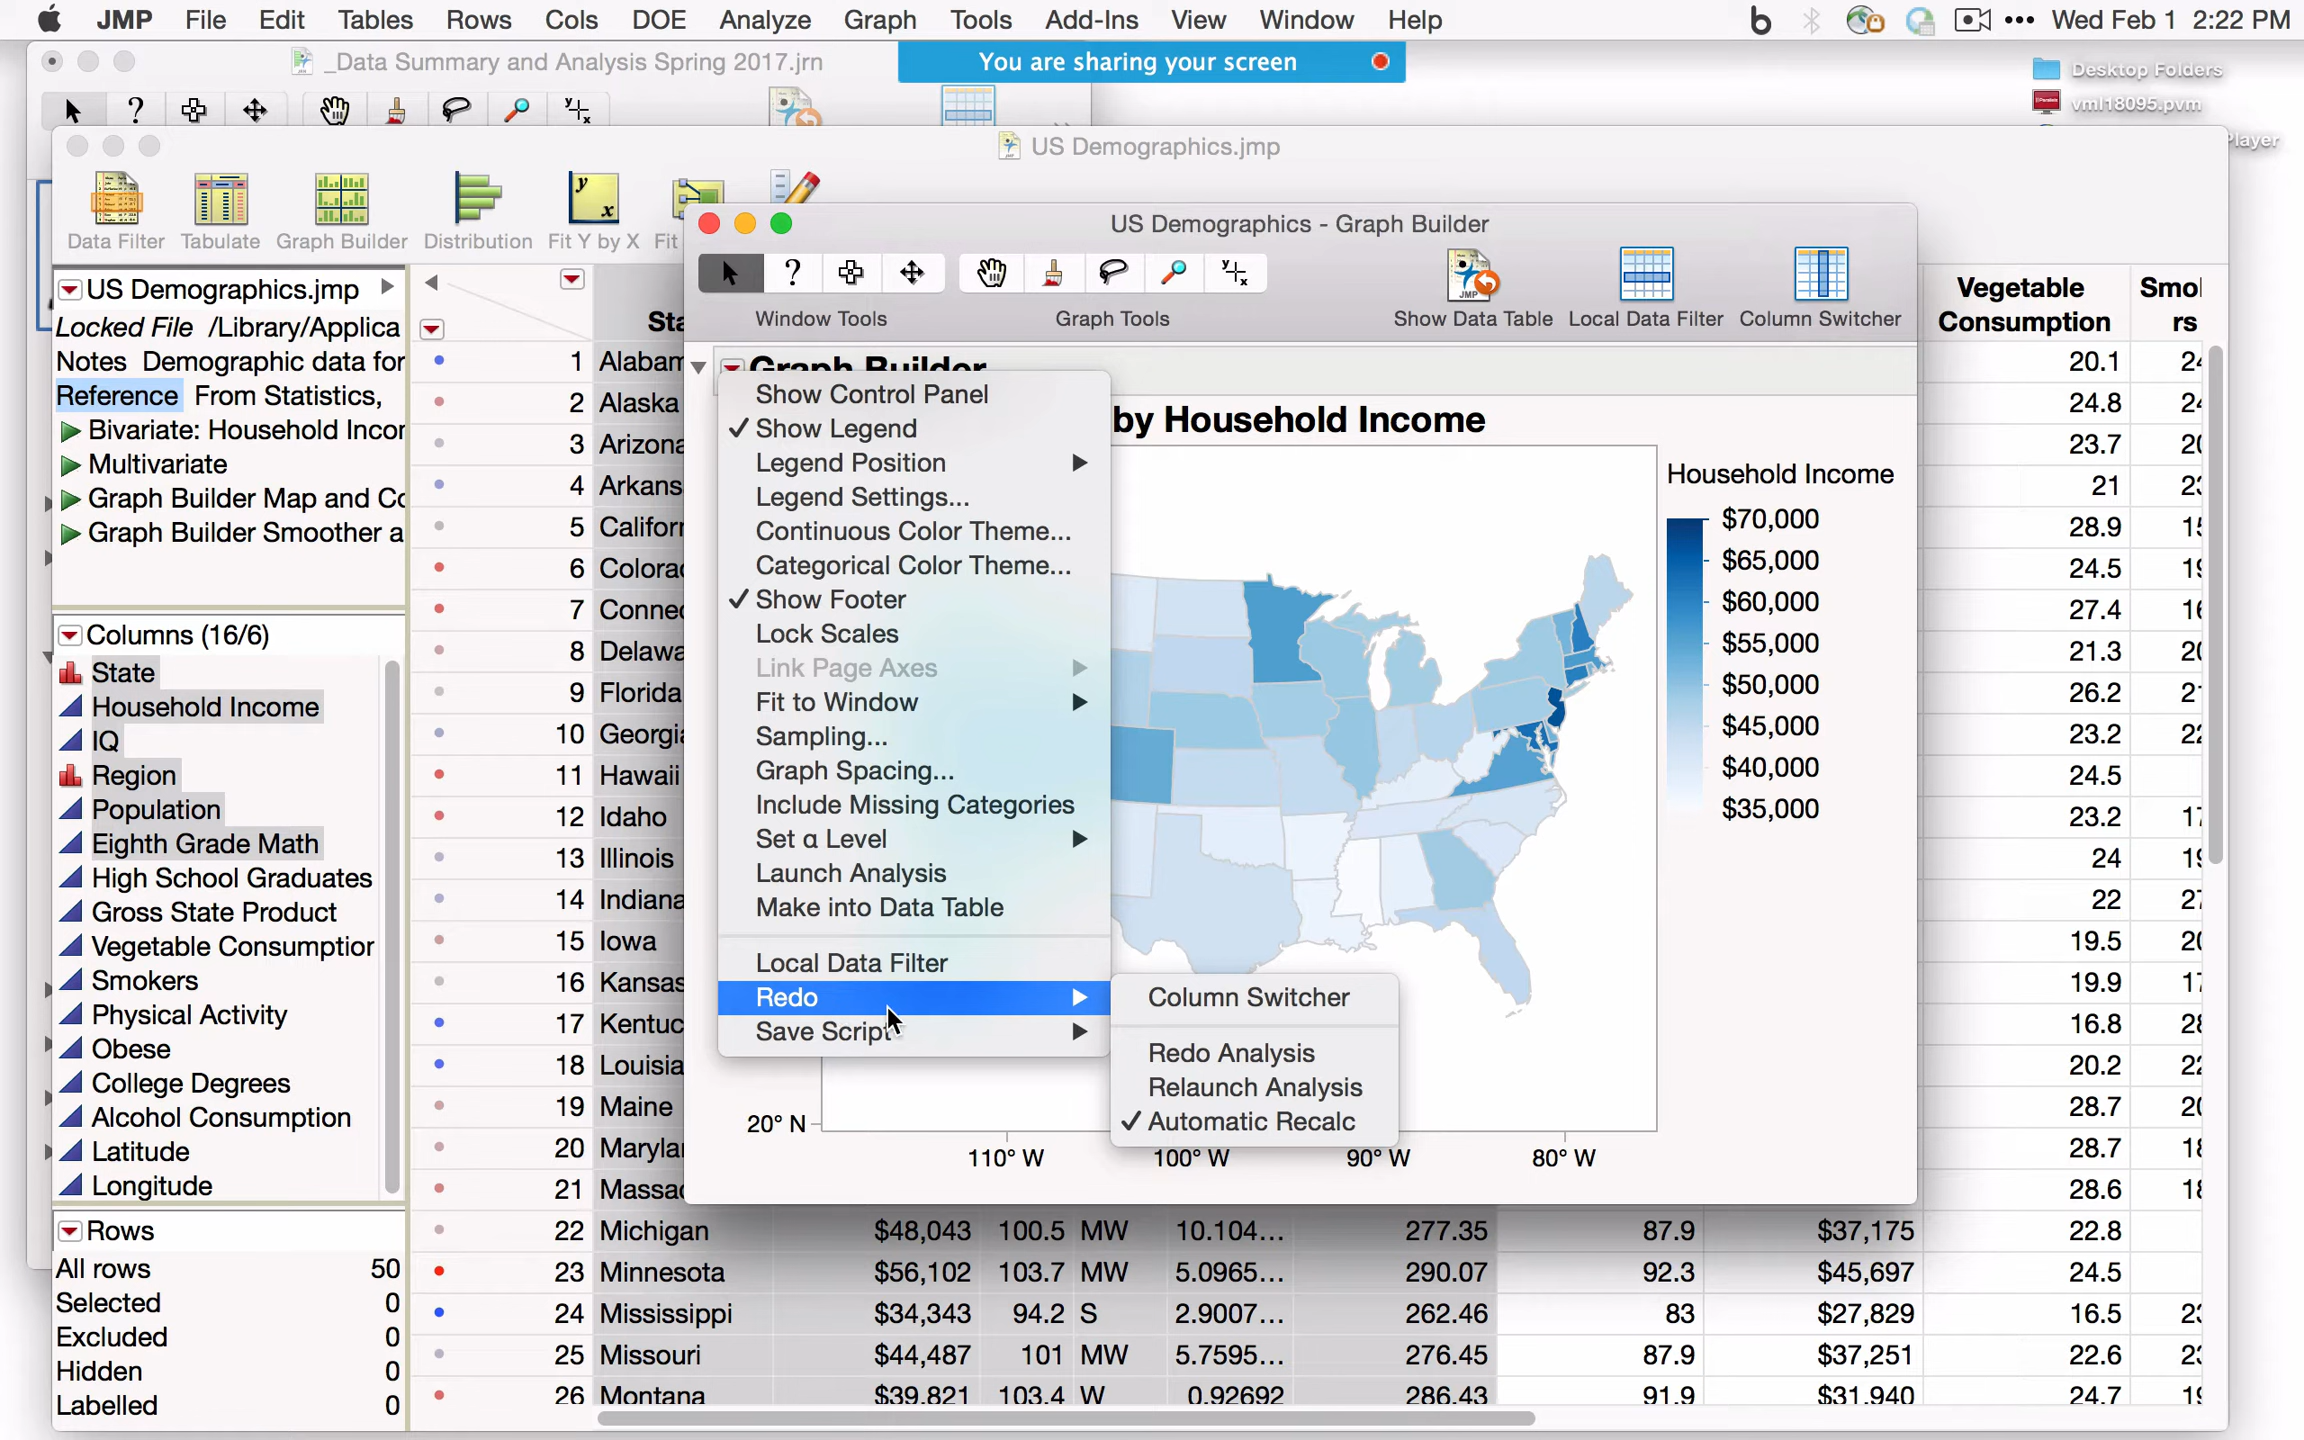 JMP File Edit Tables Rows Cols DOE Analyze Graph Tools Add-Ins View Window Help Wed Feb 1 2:22 PM
_Data Summary and Analysis Spring 2017.jrn
You are sharing your screen
Desktop Folders
vml18095.pvm
Player
US Demographics.jmp
Data Filter Tabulate Graph Builder Distribution Fit Y by X Fit
US Demographics - Graph Builder
Window Tools Graph Tools Show Data Table Local Data Filter Column Switcher
US Demographics.jmp
Locked File /Library/Applica
Notes Demographic data for
Reference From Statistics,
Bivariate: Household Incor
Multivariate
Graph Builder Map and Co
Graph Builder Smoother a
Columns (16/6)
State
Household Income
IQ
Region
Population
Eighth Grade Math
High School Graduates
Gross State Product
Vegetable Consumption
Smokers
Physical Activity
Obese
College Degrees
Alcohol Consumption
Latitude
Longitude
Rows
All rows 50
Selected 0
Excluded 0
Hidden 0
Labelled 0
Sta
1 Alabam
2 Alaska
3 Arizona
4 Arkans
5 Califor
6 Colora
7 Connec
8 Delawa
9 Florida
10 Georgia
11 Hawaii
12 Idaho
13 Illinois
14 Indiana
15 Iowa
16 Kansas
17 Kentuc
18 Louisia
19 Maine
20 Maryla
21 Massac
22 Michigan $48,043 100.5 MW 10.104... 277.35 87.9 $37,175 22.8
23 Minnesota $56,102 103.7 MW 5.0965... 290.07 92.3 $45,697 24.5
24 Mississippi $34,343 94.2 S 2.9007... 262.46 83 $27,829 16.5
25 Missouri $44,487 101 MW 5.7595... 276.45 87.9 $37,251 22.6
26 Montana $39,821 103.4 W 0.92692 286.43 91.9 $31,940 24.7
Graph Builder
by Household Income
Show Control Panel
Show Legend
Legend Position
Legend Settings...
Continuous Color Theme...
Categorical Color Theme...
Show Footer
Lock Scales
Link Page Axes
Fit to Window
Sampling...
Graph Spacing...
Include Missing Categories
Set α Level
Launch Analysis
Make into Data Table
Local Data Filter
Redo
Save Script
Column Switcher
Redo Analysis
Relaunch Analysis
Automatic Recalc
20° N
110° W 100° W 90° W 80° W
Household Income
$70,000
$65,000
$60,000
$55,000
$50,000
$45,000
$40,000
$35,000
Vegetable Consumption
Smo
rs
20.1
24.8
23.7
21
28.9
24.5
27.4
21.3
26.2
23.2
24.5
23.2
24
22
19.5
19.9
16.8
20.2
28.7
28.7
28.6